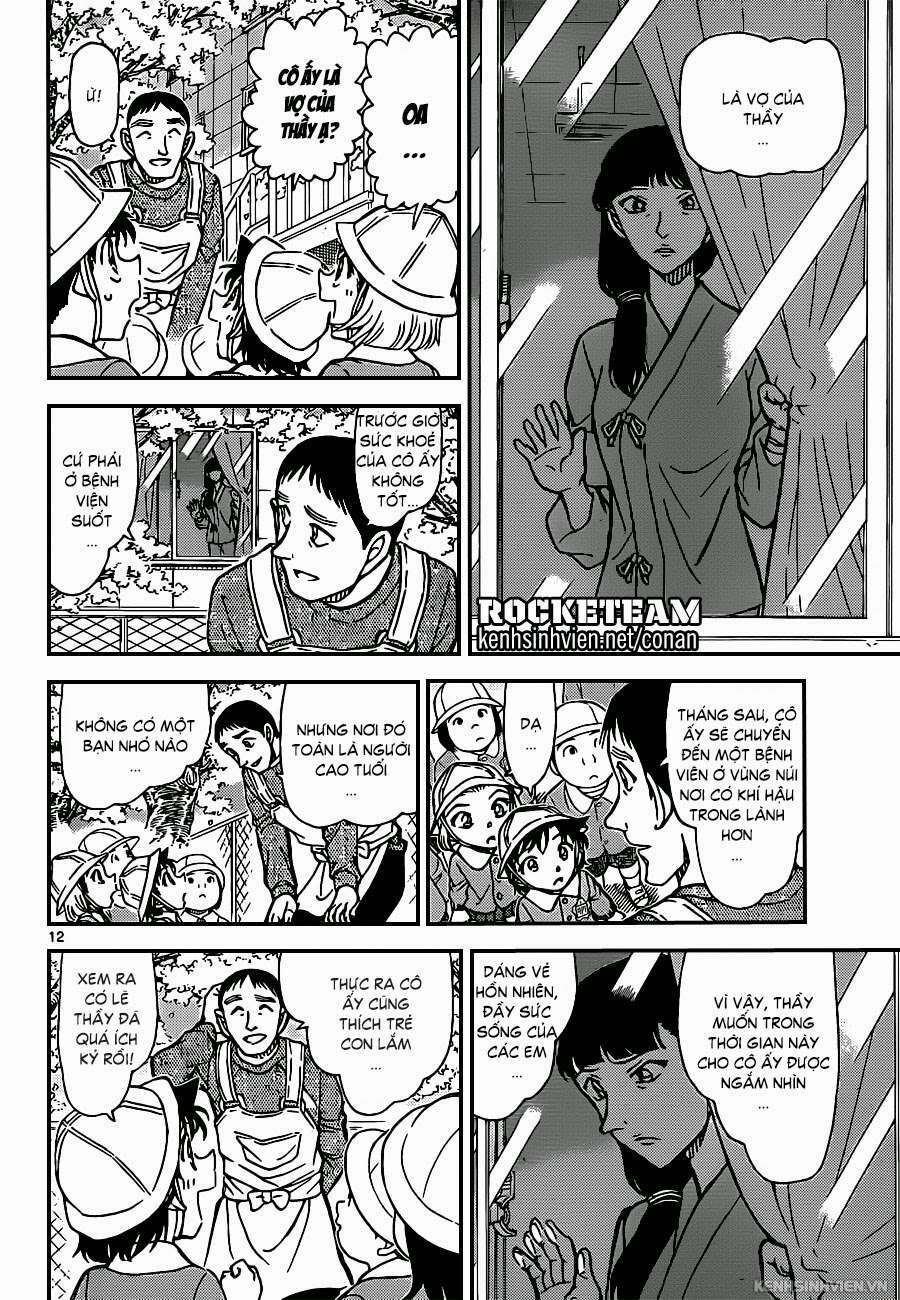 LÀ VỢ CỦA
THẦY
...
OA
...
CÔ ẤY LÀ
VỢ CỦA
THẦY Ạ?
Ừ!
TRƯỚC GIỜ
SỨC KHOẺ
CỦA CÔ ẤY
KHÔNG
TỐT...
CỨ PHẢI
Ở BỆNH
VIỆN
SUỐT
...
ROCKETEAM
kenhsinhvien.net/conan
THÁNG SAU, CÔ
ẤY SẼ CHUYỂN
ĐẾN MỘT BỆNH
VIỆN Ở VÙNG NÚI
NƠI CÓ KHÍ HẬU
TRONG LÀNH
HƠN
...
DẠ
...
NHƯNG NƠI ĐÓ
TOÀN LÀ NGƯỜI
CAO TUỔI
...
KHÔNG CÓ MỘT
BẠN NHỎ NÀO
...
12
VÌ VẬY, THẦY
MUỐN TRONG
THỜI GIAN NÀY
CHO CÔ ẤY ĐƯỢC
NGẮM NHÌN
...
DÁNG VẺ
HỒN NHIÊN,
ĐẦY SỨC
SỐNG CỦA
CÁC EM
...
THỰC RA CÔ
ẤY CŨNG
THÍCH TRẺ
CON LẮM
...
XEM RA
CÓ LẼ
THẦY ĐÃ
QUÁ ÍCH
KỶ RỒI!
KENHSINHVIEN.VN